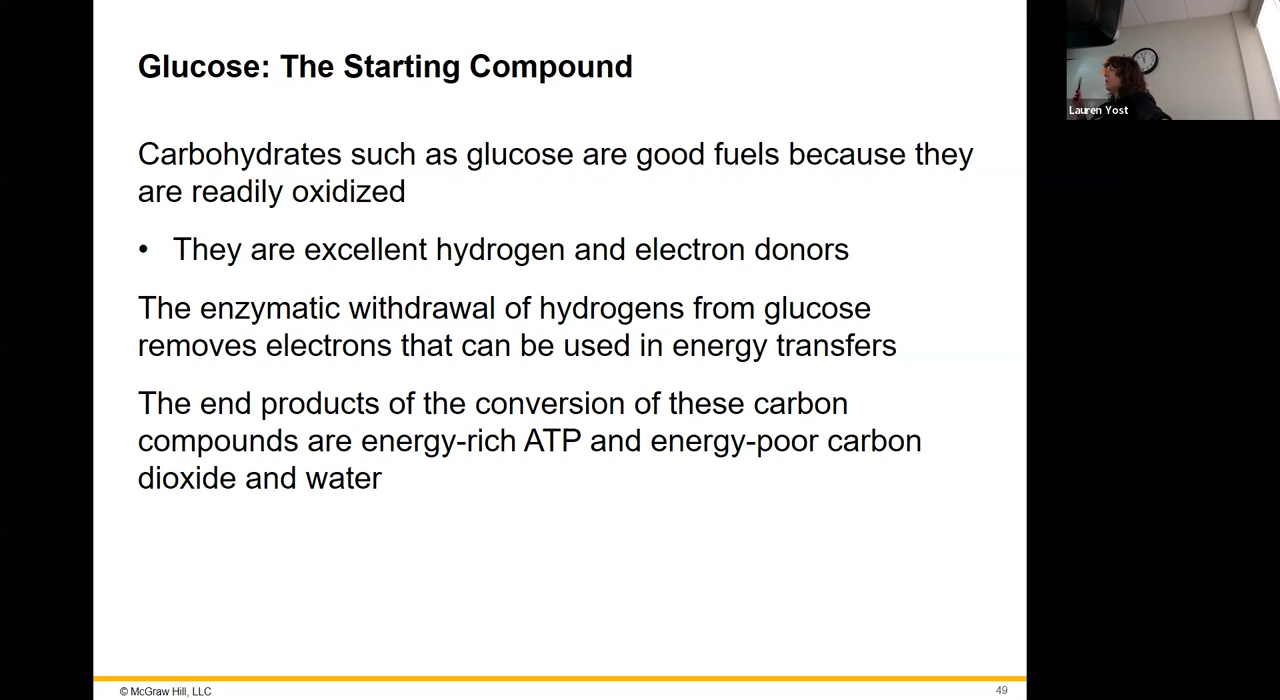 Glucose: The Starting Compound
Carbohydrates such as glucose are good fuels because they
are readily oxidized
• They are excellent hydrogen and electron donors
The enzymatic withdrawal of hydrogens from glucose
removes electrons that can be used in energy transfers
The end products of the conversion of these carbon
compounds are energy-rich ATP and energy-poor carbon
dioxide and water
© McGraw Hill, LLC
49
Lauren Yost